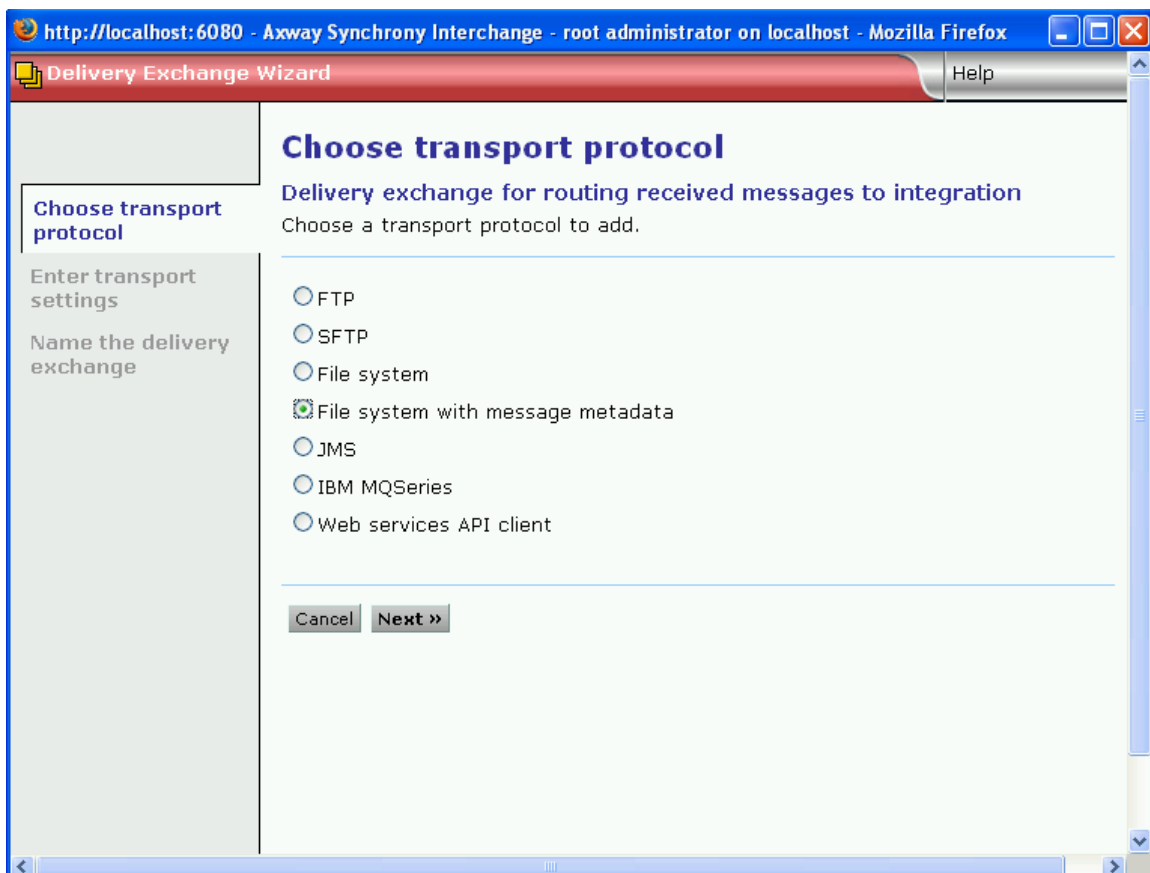 http://localhost:6080 - Axway Synchrony Interchange - root administrator on localhost - Mozilla Firefox
Delivery Exchange Wizard
Help
Choose transport
protocol
Enter transport
settings
Name the delivery
exchange
Choose transport protocol
Delivery exchange for routing received messages to integration
Choose a transport protocol to add.
FTP
SFTP
File system
File system with message metadata
JMS
IBM MQSeries
Web services API client
Cancel
Next »